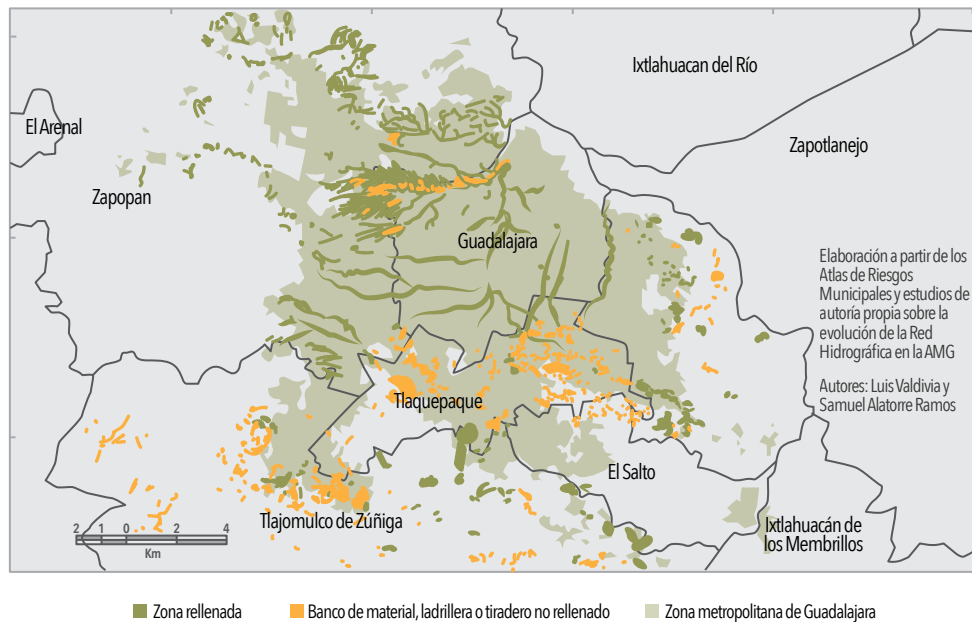 Ixtlahuacan del Río
El Arenal
Zapotlanejo
Zapopan
Guadalajara
Elaboración a partir de los
Atlas de Riesgos
Municipales y estudios de
autoría propia sobre la
evolución de la Red
Hidrográfica en la AMG
Autores: Luis Valdivia y
Samuel Alatorre Ramos
Tlaquepaque
El Salto
Tlajomulco de Zúñiga
Ixtlahuacán de
los Membrillos
2 1 0 2 4
Km
Zona rellenada
Banco de material, ladrillera o tiradero no rellenado
Zona metropolitana de Guadalajara